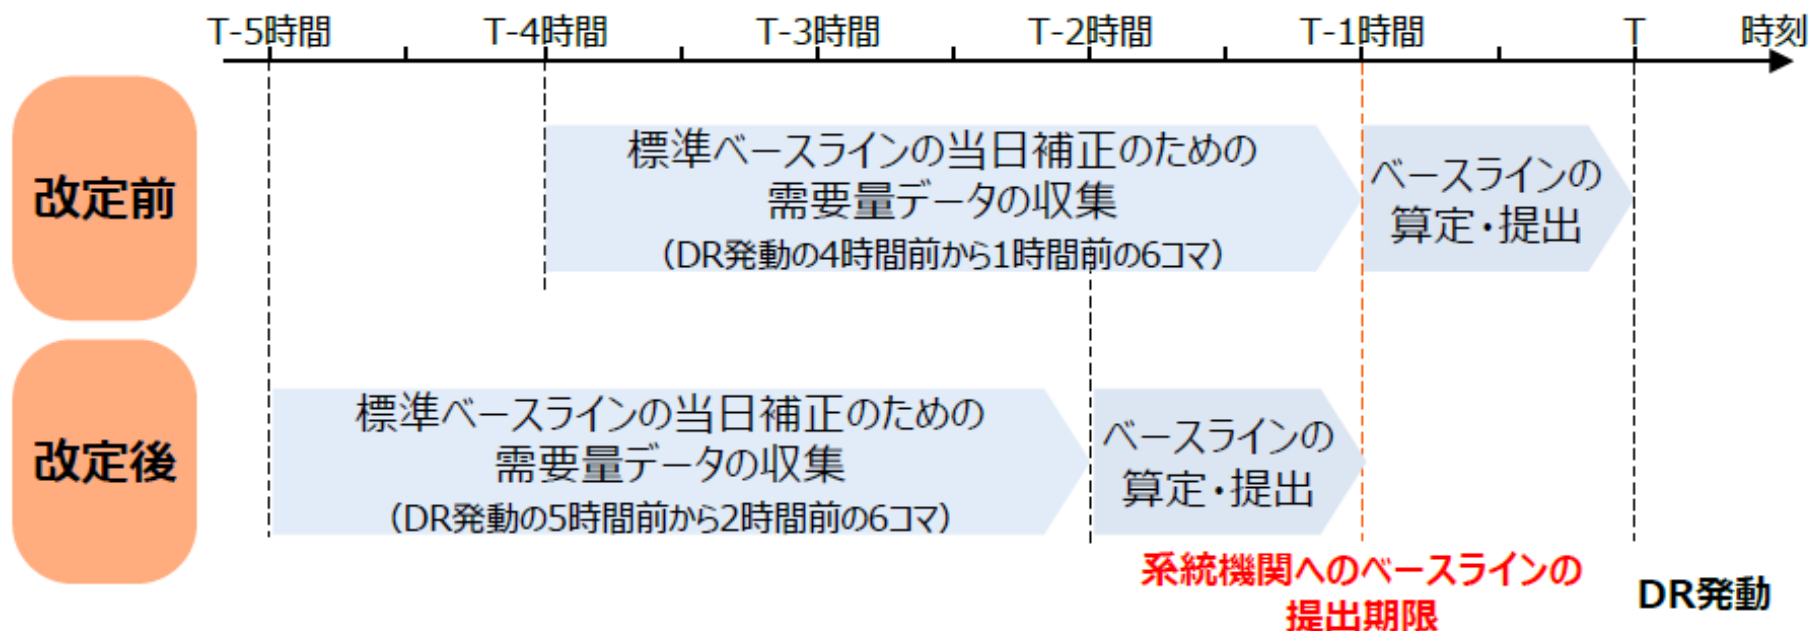 T-5時間 T-4時間 T-3時間 T-2時間 T-1時間 T 時刻
改定前
標準ベースラインの当日補正のための
需要量データの収集
（DR発動の4時間前から1時間前の6コマ）
ベースラインの
算定・提出
改定後
標準ベースラインの当日補正のための
需要量データの収集
（DR発動の5時間前から2時間前の6コマ）
ベースラインの
算定・提出
系統機関へのベースラインの
提出期限
DR発動